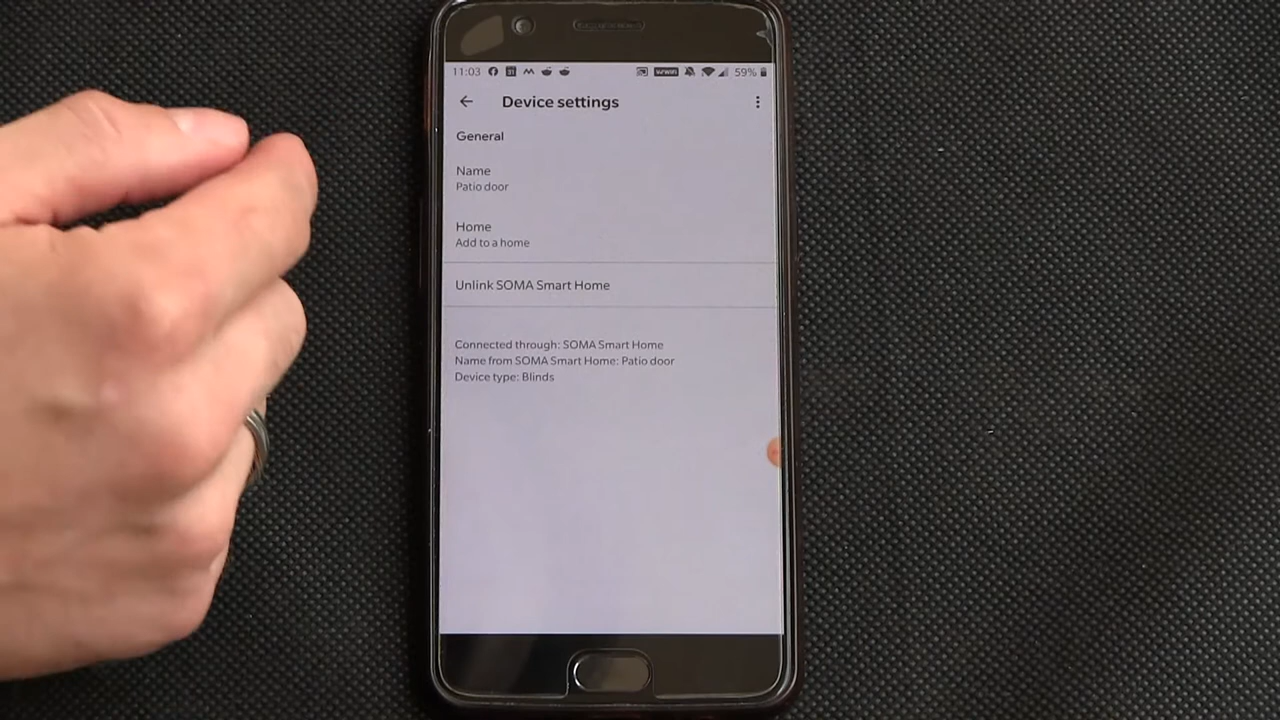 11:03 59%
Device settings
General
Name
Patio door
Home
Add to a home
Unlink SOMA Smart Home
Connected through: SOMA Smart Home
Name from SOMA Smart Home: Patio door
Device type: Blinds